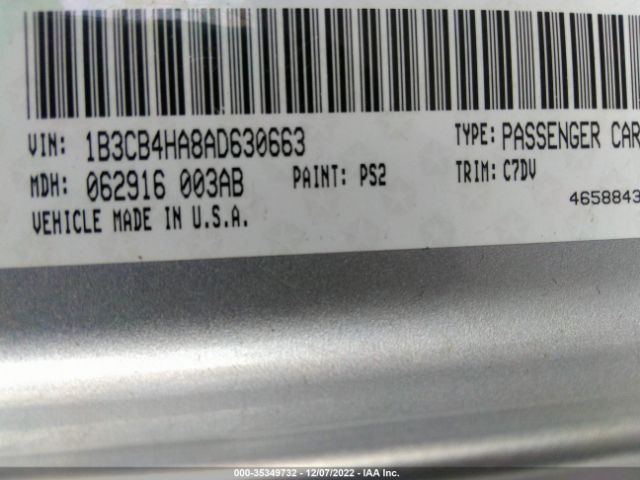 VIN: 1B3CB4HA8AD630663 TYPE: PASSENGER CAR
MDH: 062916 003AB PAINT: PS2 TRIM: C7DV
VEHICLE MADE IN U.S.A. 4658843
000-35349732 - 12/07/2022 - IAA Inc.